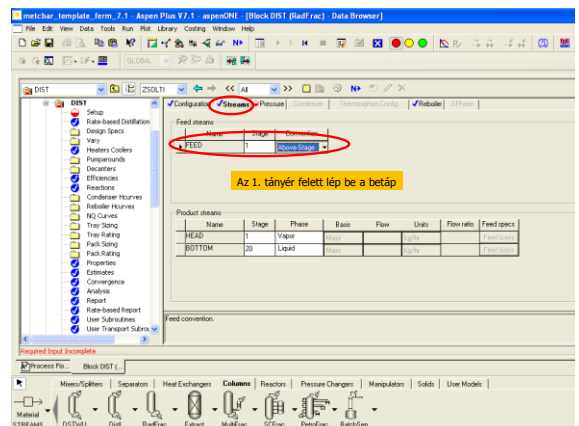 metcbar_template_ferm_7.1 - Aspen Plus V7.1 - aspenONE - [Block DIST (RadFrac) - Data Browser]
File Edit View Data Tools Run Plot Library Costing Window Help
GLOBAL
DIST ZSOLTI << All >> N>
DIST
Setup
Rate-based Distillation
Design Specs
Vary
Heaters Coolers
Pumparounds
Decanters
Efficiencies
Reactions
Condenser Hcurves
Reboiler Hcurves
NQ Curves
Tray Sizing
Tray Rating
Pack Sizing
Pack Rating
Properties
Estimates
Convergence
Analysis
Report
Rate-based Report
User Subroutines
User Transport Subrou
Configuration Streams Pressure Condenser Thermosiphon Config. Reboiler 3-Phase
Feed streams
Name Stage Convention
FEED 1 Above-Stage
Az 1. tányér felett lép be a betáp
Product streams
Name Stage Phase Basis Flow Units Flow ratio Feed specs
HEAD 1 Vapor Mass kg/hr Feed basis
BOTTOM 20 Liquid Mass kg/hr Feed basis
Feed convention.
Required Input Incomplete
Process Flo... Block DIST (...
Mixers/Splitters Separators Heat Exchangers Columns Reactors Pressure Changers Manipulators Solids User Models
Material
STREAMS DSTWU Distl RadFrac Extract MultiFrac SCFrac PetroFrac BatchSep